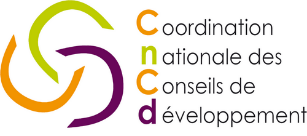 Coordination
nationale des
Conseils de
développement